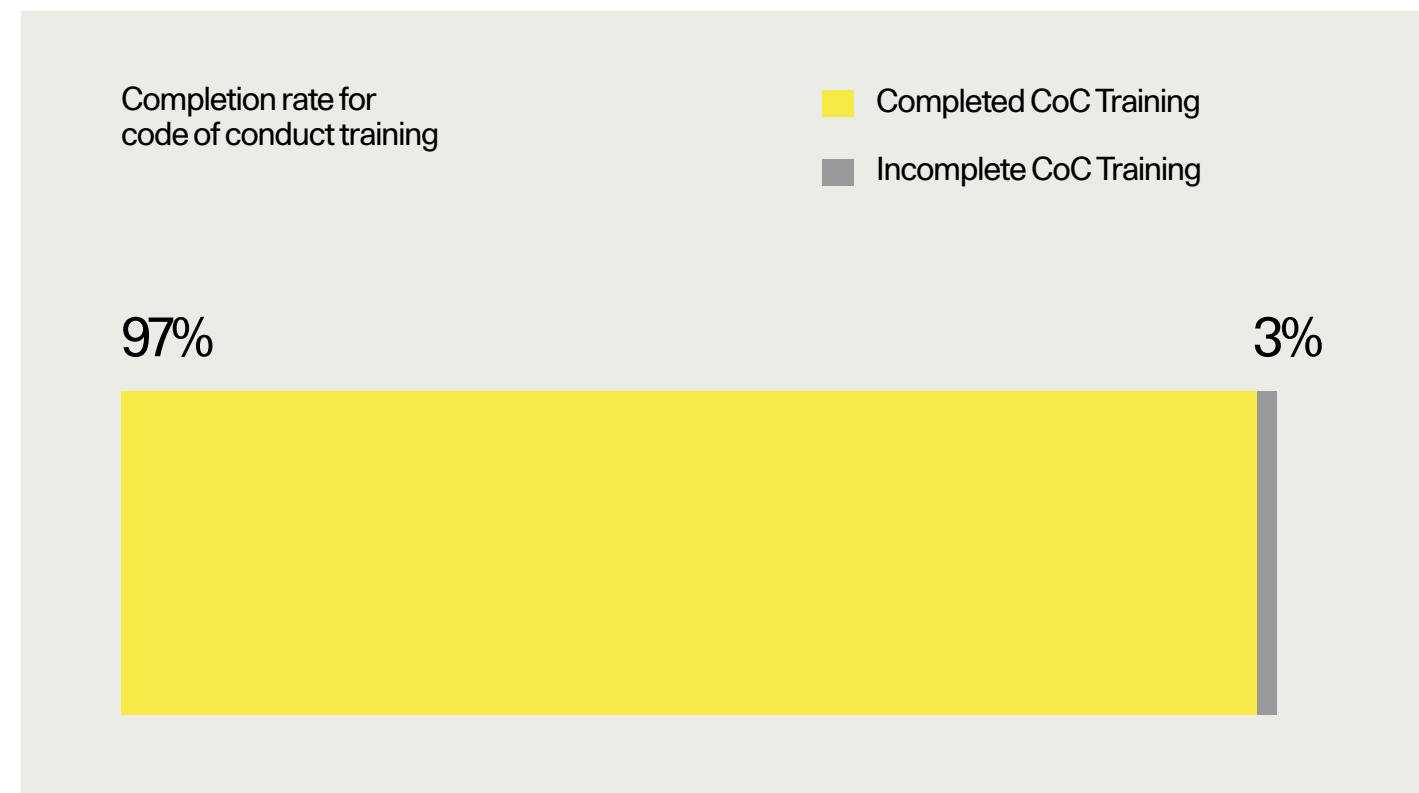 Completion rate for
code of conduct training
Completed CoC Training
Incomplete CoC Training
97%
3%